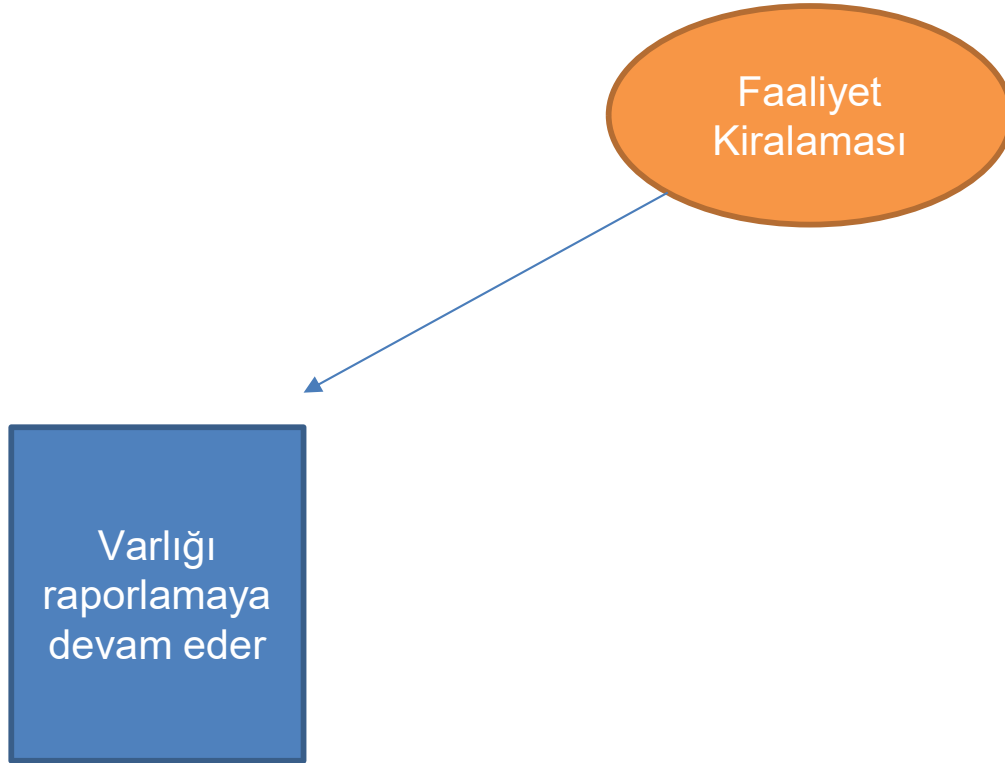 Faaliyet
Kiralaması
Varlığı
raporlamaya
devam eder